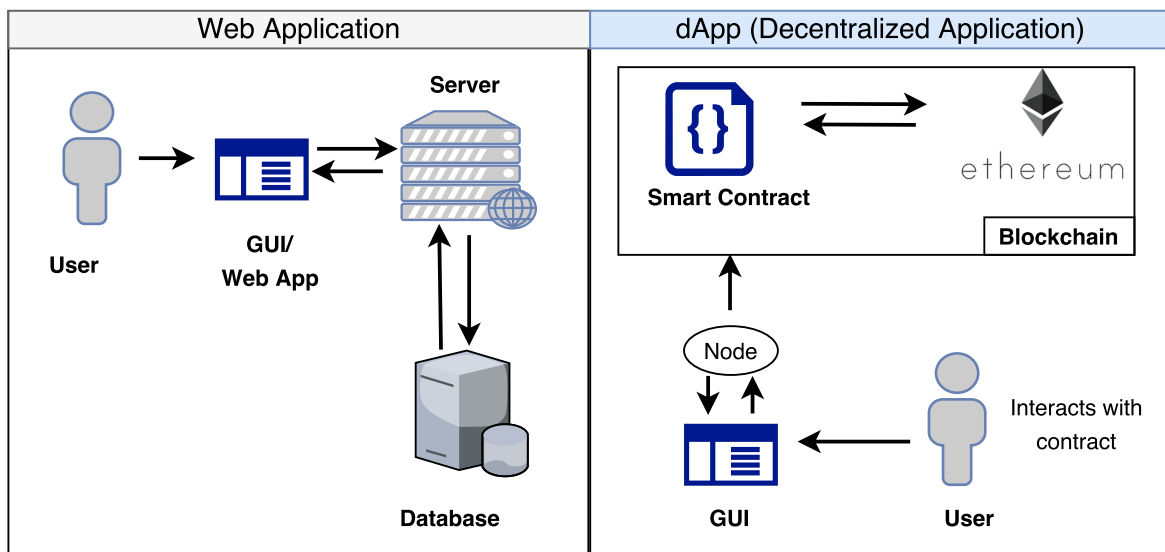 Web Application
Server
User
GUI/
Web App
Database
dApp (Decentralized Application)
{}
Smart Contract
ethereum
Blockchain
Node
Interacts with
contract
GUI
User